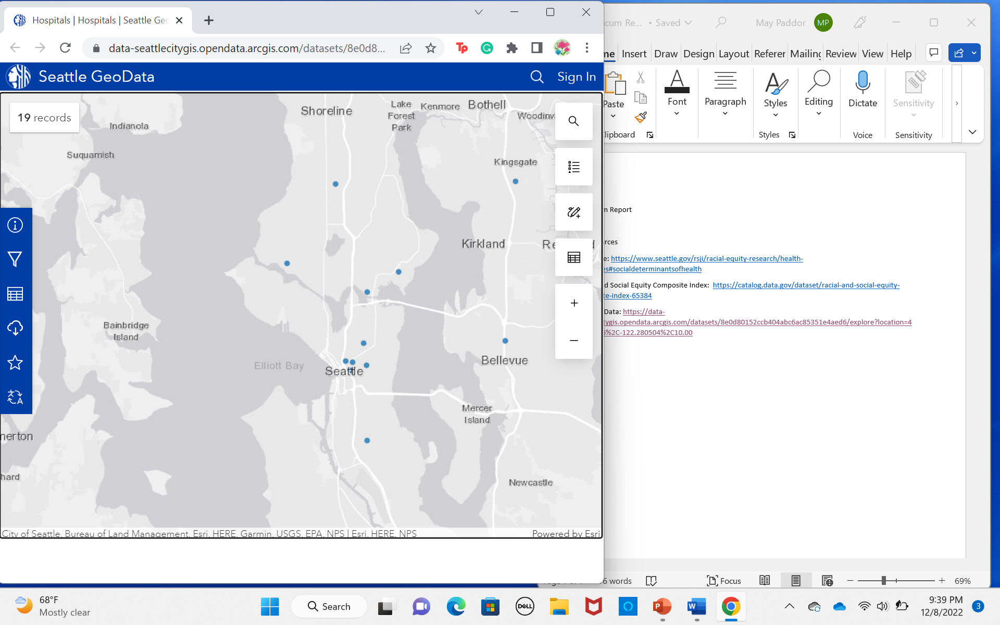 Hospitals | Hospitals | Seattle Geo
data-seattlecitygis.opendata.arcgis.com/datasets/8e0d8...
Seattle GeoData
Sign In
19 records
Shoreline
Lake
Forest
Park
Kenmore
Bothell
Woodinv
Indianola
Suquamish
Kingsgate
Kirkland
Bainbridge
Island
Elliott Bay
Seattle
Bellevue
Mercer
Island
nerton
hard
Newcastle
City of Seattle, Bureau of Land Management, Esri, HERE, Garmin, USGS, EPA, NPS | Esri, HERE, NPS
Powered by Esri
icum Re... • Saved
May Paddor
MP
me Insert Draw Design Layout Referer Mailing Review View Help
Paste
Font
Paragraph
Styles
Editing
Dictate
Sensitivity
lipboard
Styles
Voice
Sensitivity
m Report
urces
e: https://www.seattle.gov/rsji/racial-equity-research/health-
es#socialdeterminantsofhealth
d Social Equity Composite Index: https://catalog.data.gov/dataset/racial-and-social-equity-
te-index-65384
Data: https://data-
ygis.opendata.arcgis.com/datasets/8e0d80152ccb404abc6ac85351e4aed6/explore?location=4
%2C-122.280504%2C10.00
6 words
Focus
69%
68°F
Mostly clear
Search
DELL
9:39 PM
12/8/2022
3